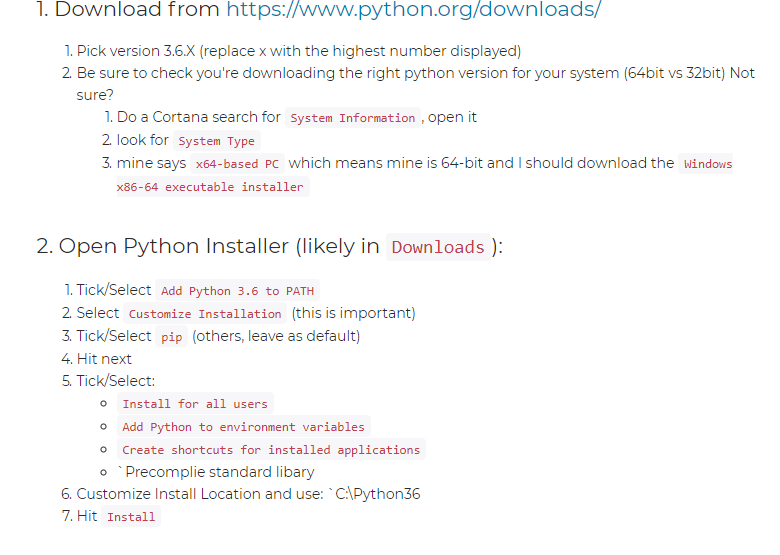 1. Download from https://www.python.org/downloads/
1. Pick version 3.6.X (replace x with the highest number displayed)
2. Be sure to check you're downloading the right python version for your system (64bit vs 32bit) Not
sure?
1. Do a Cortana search for System Information , open it
2. look for System Type
3. mine says x64-based PC which means mine is 64-bit and I should download the Windows
x86-64 executable installer
2. Open Python Installer (likely in Downloads ):
1. Tick/Select Add Python 3.6 to PATH
2. Select Customize Installation (this is important)
3. Tick/Select pip (others, leave as default)
4. Hit next
5. Tick/Select:
Install for all users
Add Python to environment variables
Create shortcuts for installed applications
`Precomplie standard libary
6. Customize Install Location and use: `C:\Python36
7. Hit Install